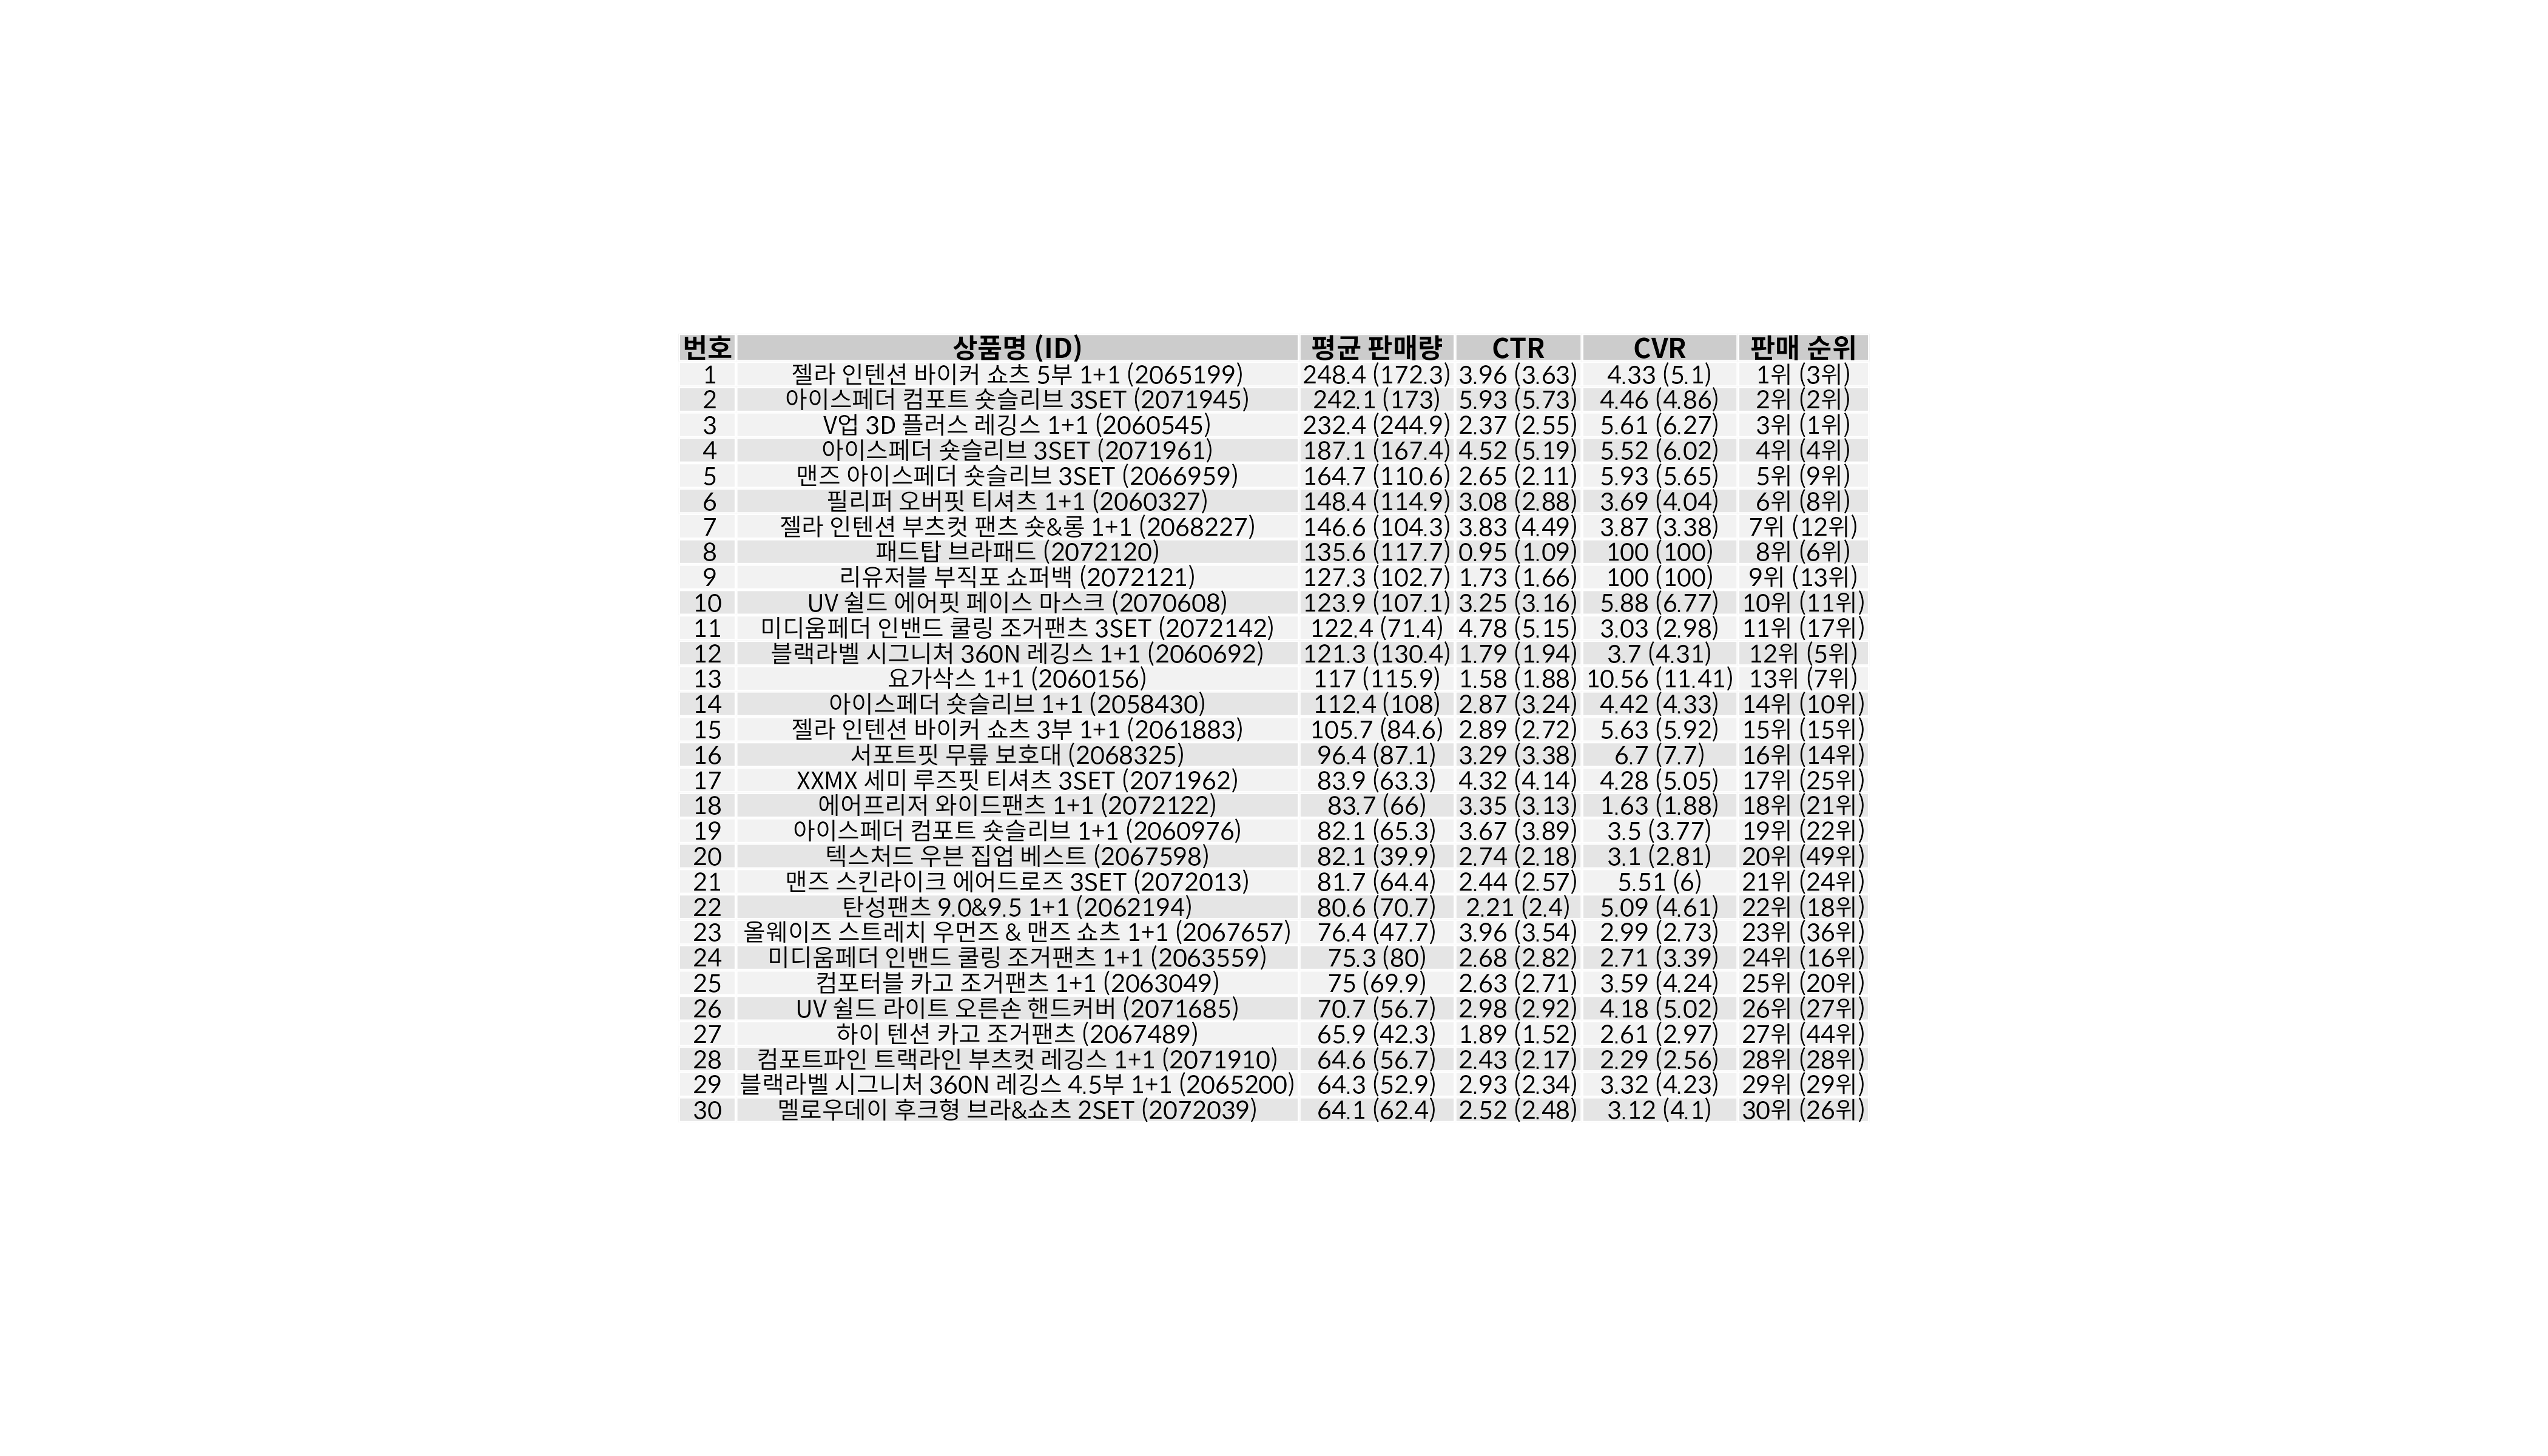 번호 상품명 (ID) 평균 판매량 CTR CVR 판매 순위
1 젤라 인텐션 바이커 쇼츠 5부 1+1 (2065199) 248.4 (172.3) 3.96 (3.63) 4.33 (5.1) 1위 (3위)
2 아이스페더 컴포트 숏슬리브 3SET (2071945) 242.1 (173) 5.93 (5.73) 4.46 (4.86) 2위 (2위)
3 V업 3D 플러스 레깅스 1+1 (2060545) 232.4 (244.9) 2.37 (2.55) 5.61 (6.27) 3위 (1위)
4 아이스페더 숏슬리브 3SET (2071961) 187.1 (167.4) 4.52 (5.19) 5.52 (6.02) 4위 (4위)
5 맨즈 아이스페더 숏슬리브 3SET (2066959) 164.7 (110.6) 2.65 (2.11) 5.93 (5.65) 5위 (9위)
6 필리퍼 오버핏 티셔츠 1+1 (2060327) 148.4 (114.9) 3.08 (2.88) 3.69 (4.04) 6위 (8위)
7 젤라 인텐션 부츠컷 팬츠 숏&롱 1+1 (2068227) 146.6 (104.3) 3.83 (4.49) 3.87 (3.38) 7위 (12위)
8 패드탑 브라패드 (2072120) 135.6 (117.7) 0.95 (1.09) 100 (100) 8위 (6위)
9 리유저블 부직포 쇼퍼백 (2072121) 127.3 (102.7) 1.73 (1.66) 100 (100) 9위 (13위)
10 UV 쉴드 에어핏 페이스 마스크 (2070608) 123.9 (107.1) 3.25 (3.16) 5.88 (6.77) 10위 (11위)
11 미디움페더 인밴드 쿨링 조거팬츠 3SET (2072142) 122.4 (71.4) 4.78 (5.15) 3.03 (2.98) 11위 (17위)
12 블랙라벨 시그니처 360N 레깅스 1+1 (2060692) 121.3 (130.4) 1.79 (1.94) 3.7 (4.31) 12위 (5위)
13 요가삭스 1+1 (2060156) 117 (115.9) 1.58 (1.88) 10.56 (11.41) 13위 (7위)
14 아이스페더 숏슬리브 1+1 (2058430) 112.4 (108) 2.87 (3.24) 4.42 (4.33) 14위 (10위)
15 젤라 인텐션 바이커 쇼츠 3부 1+1 (2061883) 105.7 (84.6) 2.89 (2.72) 5.63 (5.92) 15위 (15위)
16 서포트핏 무릎 보호대 (2068325) 96.4 (87.1) 3.29 (3.38) 6.7 (7.7) 16위 (14위)
17 XXMX 세미 루즈핏 티셔츠 3SET (2071962) 83.9 (63.3) 4.32 (4.14) 4.28 (5.05) 17위 (25위)
18 에어프리저 와이드팬츠 1+1 (2072122) 83.7 (66) 3.35 (3.13) 1.63 (1.88) 18위 (21위)
19 아이스페더 컴포트 숏슬리브 1+1 (2060976) 82.1 (65.3) 3.67 (3.89) 3.5 (3.77) 19위 (22위)
20 텍스처드 우븐 집업 베스트 (2067598) 82.1 (39.9) 2.74 (2.18) 3.1 (2.81) 20위 (49위)
21 맨즈 스킨라이크 에어드로즈 3SET (2072013) 81.7 (64.4) 2.44 (2.57) 5.51 (6) 21위 (24위)
22 탄성팬츠 9.0&9.5 1+1 (2062194) 80.6 (70.7) 2.21 (2.4) 5.09 (4.61) 22위 (18위)
23 올웨이즈 스트레치 우먼즈 & 맨즈 쇼츠 1+1 (2067657) 76.4 (47.7) 3.96 (3.54) 2.99 (2.73) 23위 (36위)
24 미디움페더 인밴드 쿨링 조거팬츠 1+1 (2063559) 75.3 (80) 2.68 (2.82) 2.71 (3.39) 24위 (16위)
25 컴포터블 카고 조거팬츠 1+1 (2063049) 75 (69.9) 2.63 (2.71) 3.59 (4.24) 25위 (20위)
26 UV 쉴드 라이트 오른손 핸드커버 (2071685) 70.7 (56.7) 2.98 (2.92) 4.18 (5.02) 26위 (27위)
27 하이 텐션 카고 조거팬츠 (2067489) 65.9 (42.3) 1.89 (1.52) 2.61 (2.97) 27위 (44위)
28 컴포트파인 트랙라인 부츠컷 레깅스 1+1 (2071910) 64.6 (56.7) 2.43 (2.17) 2.29 (2.56) 28위 (28위)
29 블랙라벨 시그니처 360N 레깅스 4.5부 1+1 (2065200) 64.3 (52.9) 2.93 (2.34) 3.32 (4.23) 29위 (29위)
30 멜로우데이 후크형 브라&쇼츠 2SET (2072039) 64.1 (62.4) 2.52 (2.48) 3.12 (4.1) 30위 (26위)